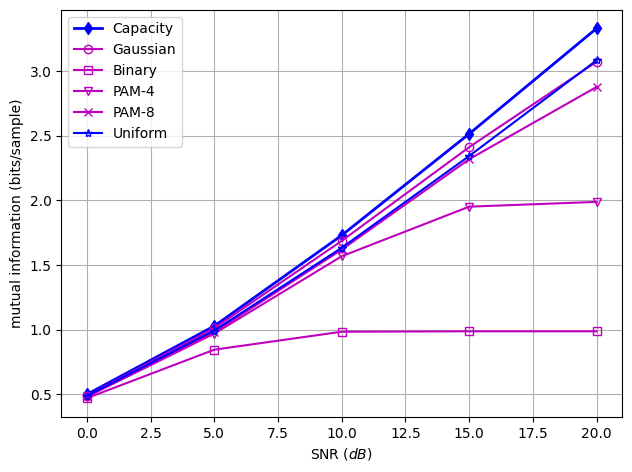 Capacity
Gaussian
Binary
PAM-4
PAM-8
Uniform
mutual information (bits/sample)
3.0
2.5
2.0
1.5
1.0
0.5
0.0 2.5 5.0 7.5 10.0 12.5 15.0 17.5 20.0
SNR (dB)